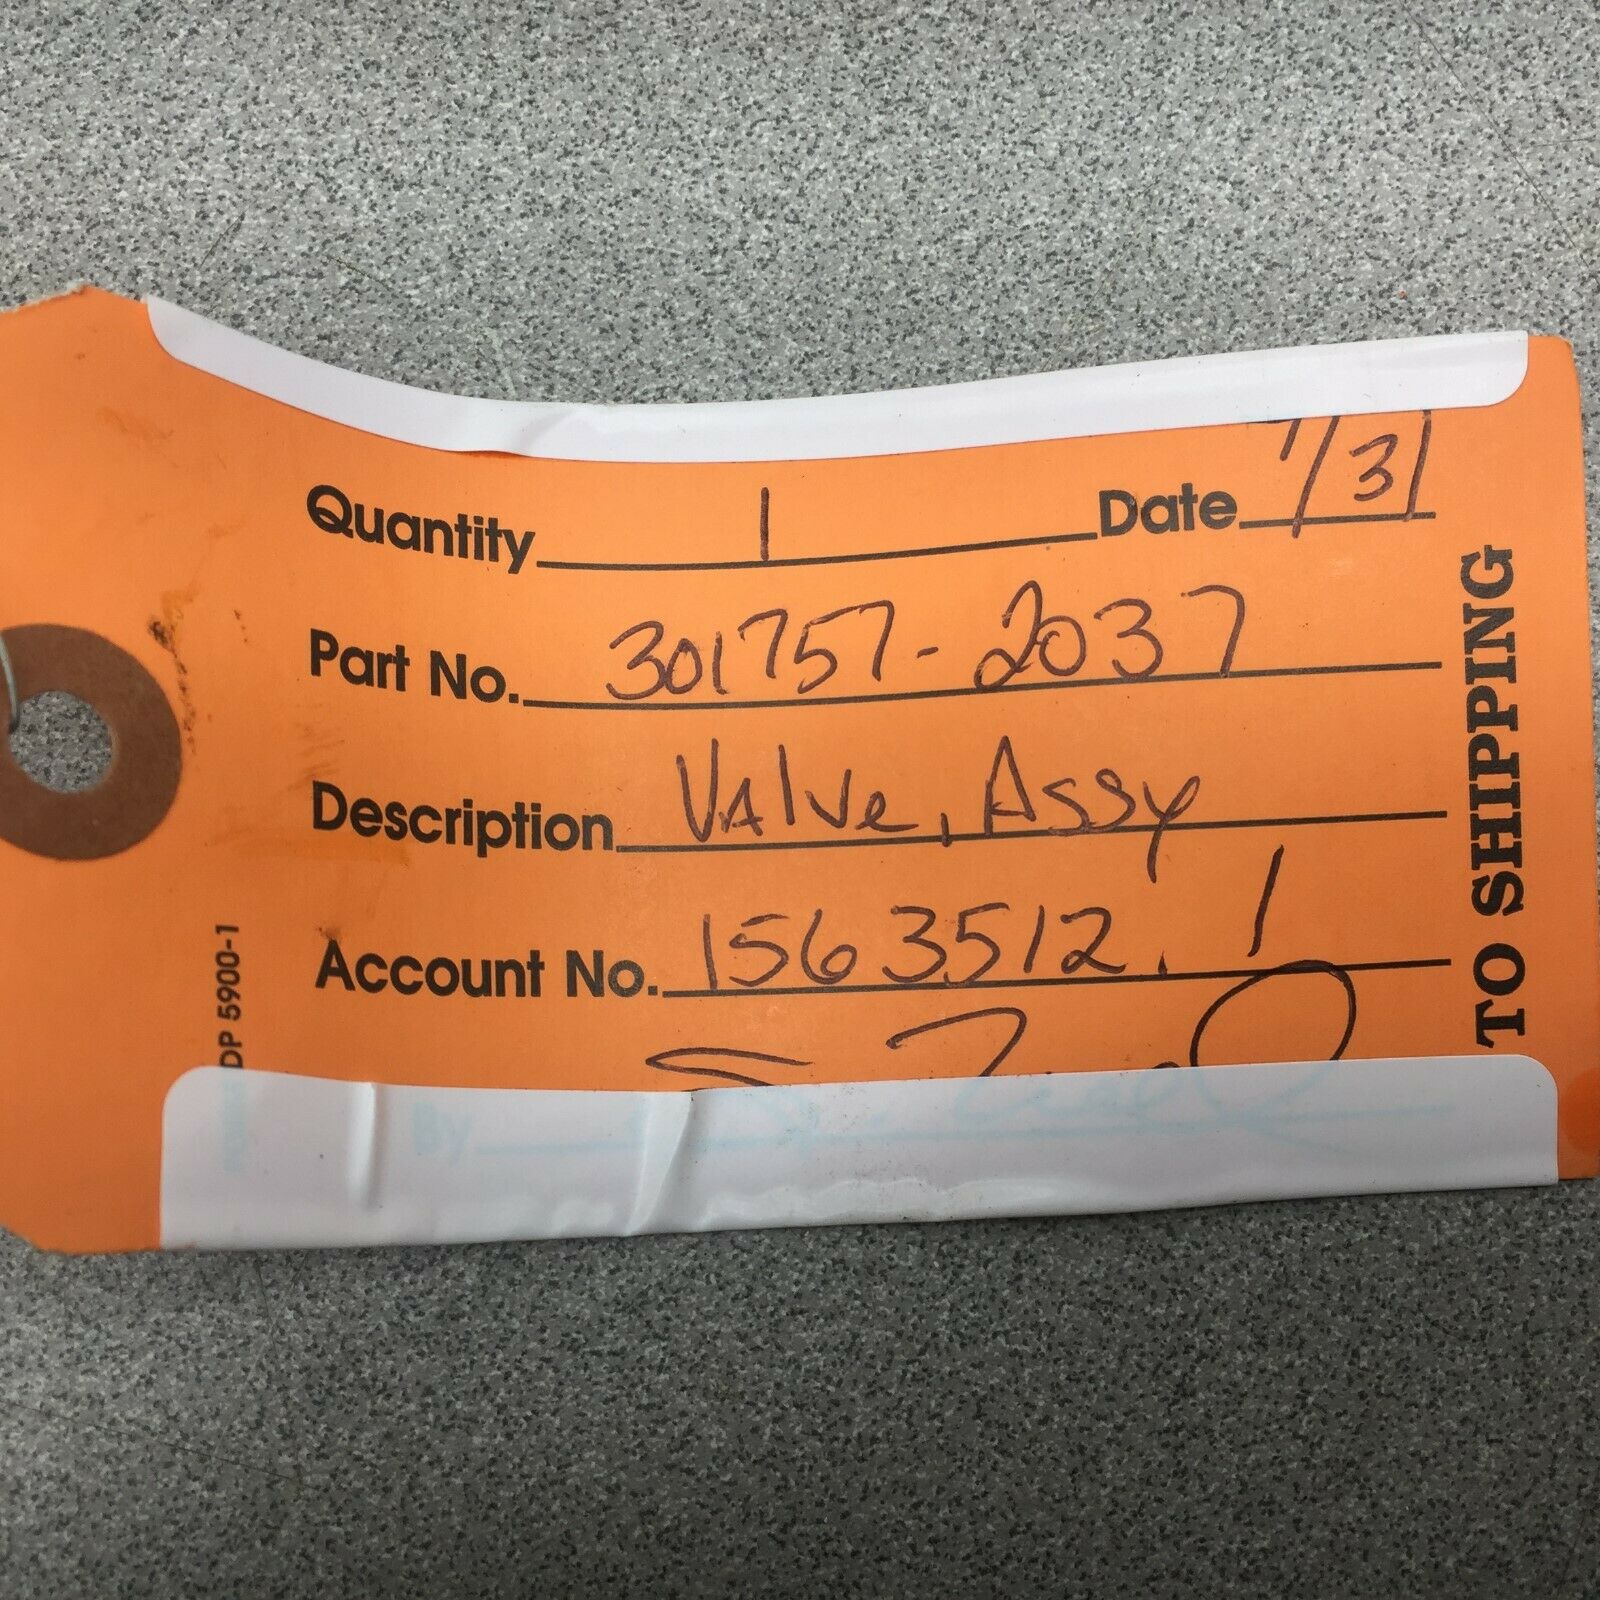 Quantity 1 Date 7/31
Part No. 301757-2037
Description Valve, Assy
Account No. 1563512.1
By
TO SHIPPING
DP 5900-1